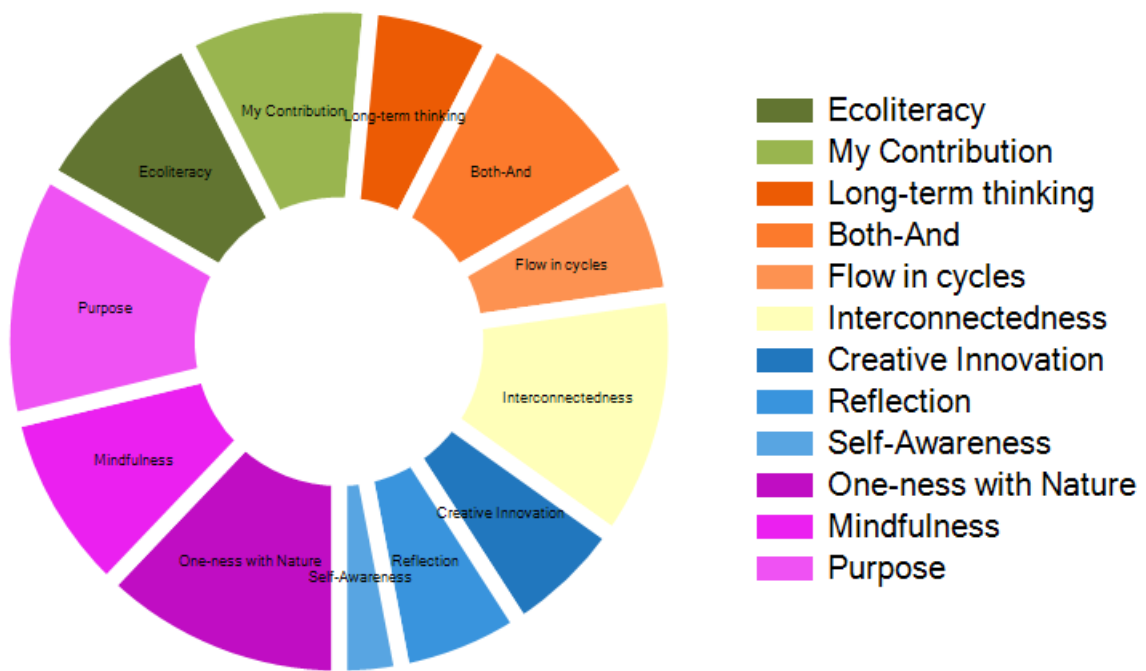 My Contribution
Long-term thinking
Ecoliteracy
Both-And
Flow in cycles
Purpose
Interconnectedness
Mindfulness
Creative Innovation
One-ness with Nature
Reflection
Self-Awareness
Ecoliteracy
My Contribution
Long-term thinking
Both-And
Flow in cycles
Interconnectedness
Creative Innovation
Reflection
Self-Awareness
One-ness with Nature
Mindfulness
Purpose